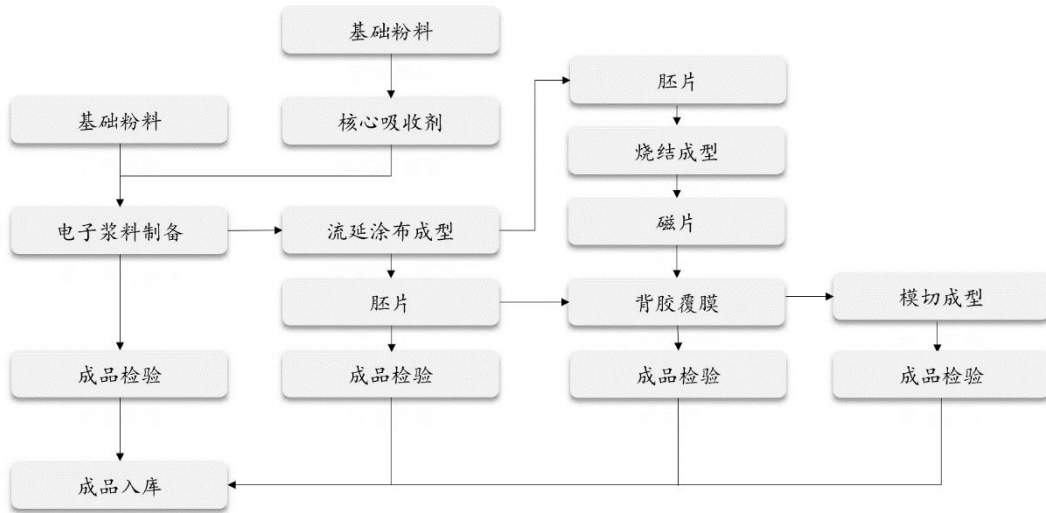 基础粉料
胚片
基础粉料
核心吸收剂
烧结成型
电子浆料制备
流延涂布成型
磁片
胚片
背胶覆膜
模切成型
成品检验
成品检验
成品检验
成品检验
成品入库